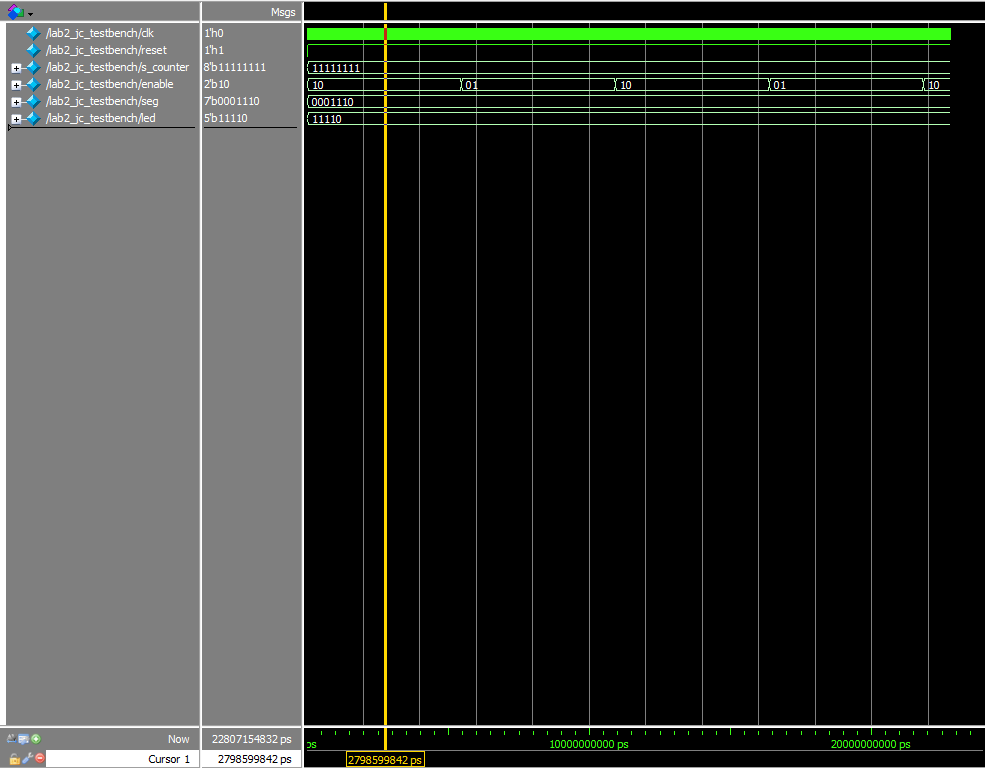 Msgs
/lab2_jc_testbench/clk 1'h0
/lab2_jc_testbench/reset 1'h1
/lab2_jc_testbench/s_counter 8'b11111111 11111111
/lab2_jc_testbench/enable 2'b10 10 01 10 01 10
/lab2_jc_testbench/seg 7'b0001110 0001110
/lab2_jc_testbench/led 5'b11110 11110
Now 22807154832 ps ps 10000000000 ps 20000000000 ps
Cursor 1 2798599842 ps 2798599842 ps